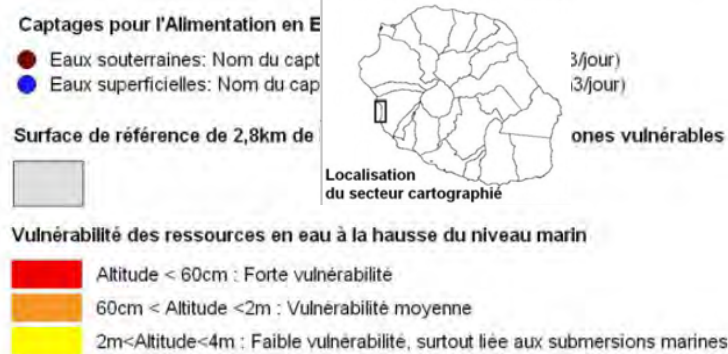 Captages pour l'Alimentation en E
Eaux souterraines: Nom du capt 3/jour)
Eaux superficielles: Nom du cap 3/jour)
Surface de référence de 2,8km de ones vulnérables
Localisation
du secteur cartographié
Vulnérabilité des ressources en eau à la hausse du niveau marin
Altitude < 60cm : Forte vulnérabilité
60cm < Altitude <2m : Vulnérabilité moyenne
2m<Altitude<4m : Faible vulnérabilité, surtout liée aux submersions marines